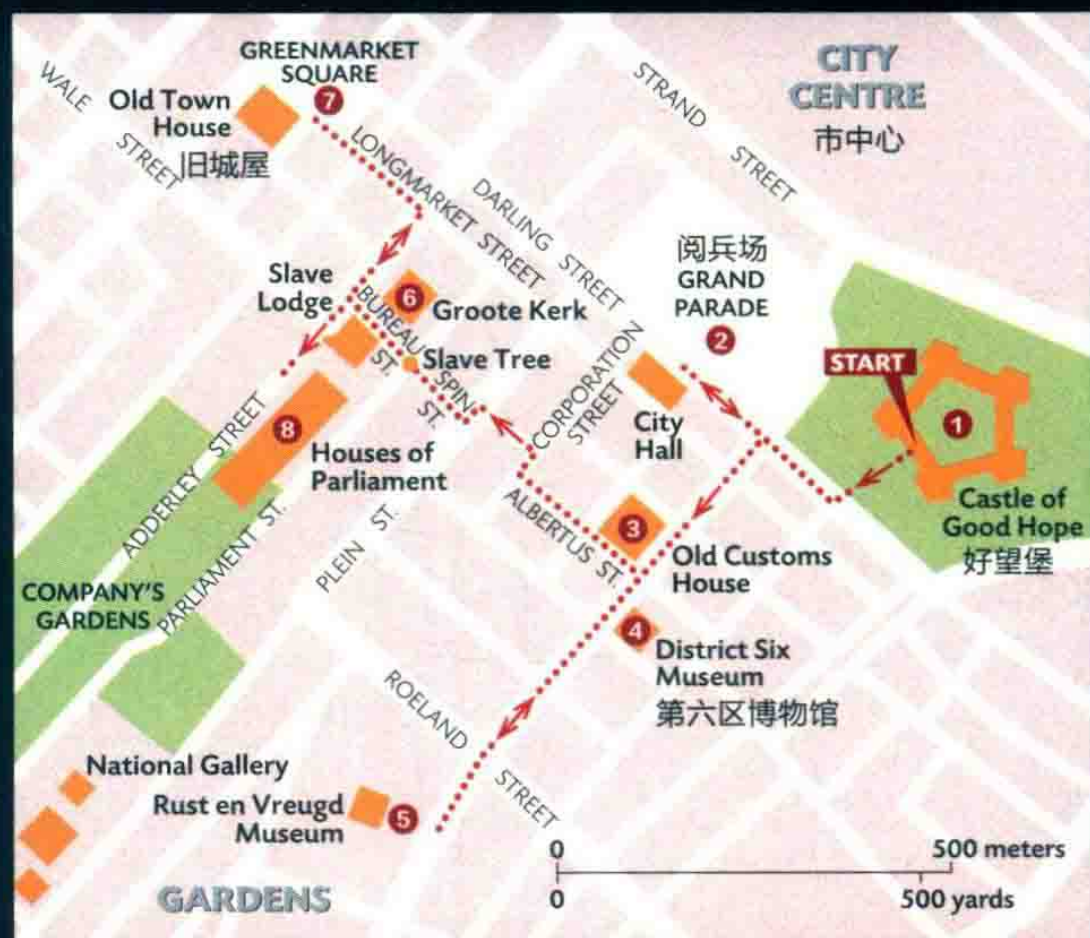 GREENMARKET
SQUARE
7
CITY
CENTRE
市中心
WALE
STREET
Old Town
House
旧城屋
STRAND
STREET
LONGMARKET STREET
DARLING STREET
阅兵场
GRAND
PARADE
2
Slave
Lodge
6
Groote Kerk
BUREAU
ST.
Slave Tree
SPIN
ST.
CORPORATION
STREET
City
Hall
START
1
Castle of
Good Hope
好望堡
8
Houses of
Parliament
ADDERLEY STREET
PARLIAMENT ST.
PLEIN ST.
ALBERTUS ST.
3
Old Customs
House
COMPANY'S
GARDENS
4
District Six
Museum
第六区博物馆
ROELAND
STREET
National Gallery
Rust en Vreugd
Museum
5
GARDENS
0
500 meters
0
500 yards